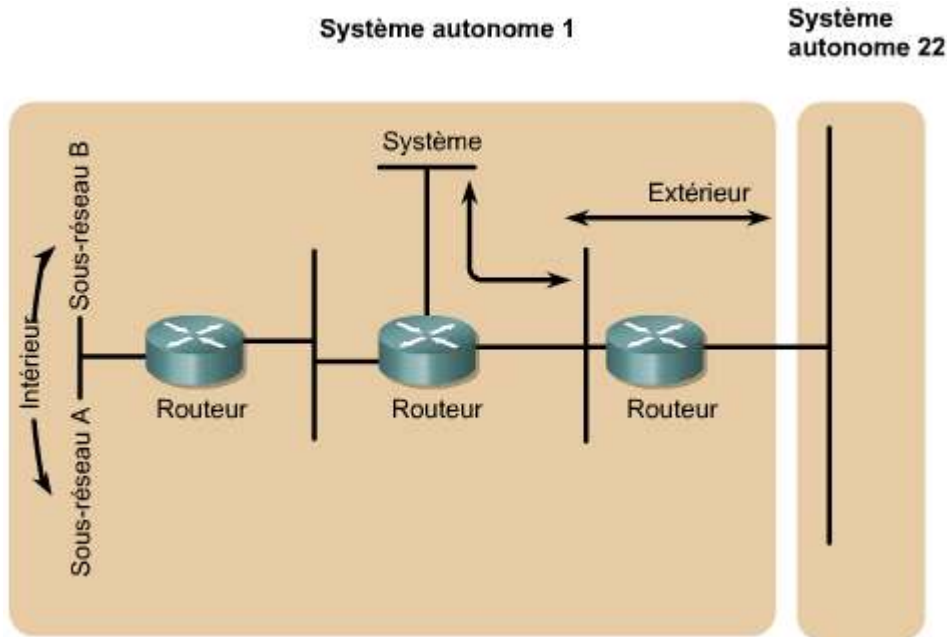 Système autonome 1
Système
autonome 22
Système
Extérieur
Sous-réseau B
Intérieur
Sous-réseau A
Routeur
Routeur
Routeur